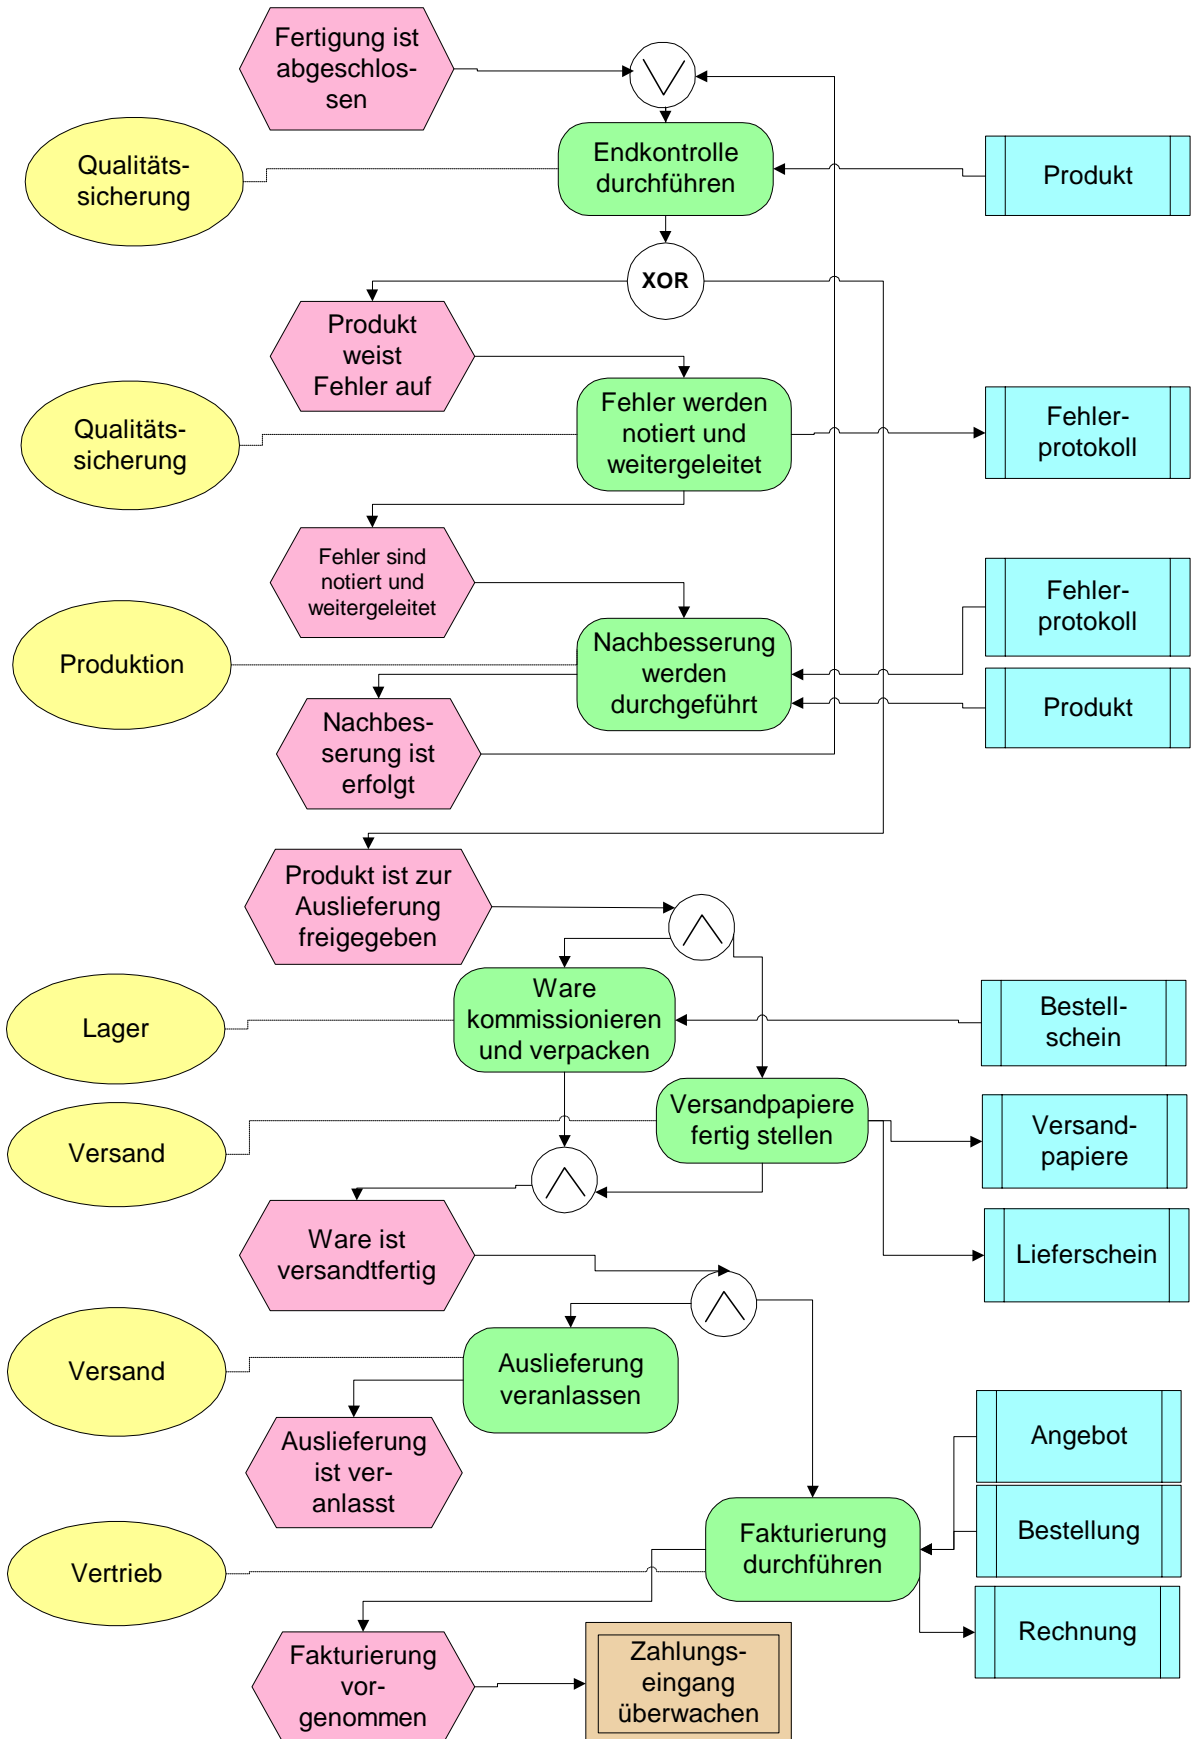 Fertigung ist
abgeschlos-
sen
Qualitäts-
sicherung
Endkontrolle
durchführen
Produkt
XOR
Produkt
weist
Fehler auf
Qualitäts-
sicherung
Fehler werden
notiert und
weitergeleitet
Fehler-
protokoll
Fehler sind
notiert und
weitergeleitet
Fehler-
protokoll
Produktion
Nachbesserung
werden
durchgeführt
Produkt
Nachbes-
serung ist
erfolgt
Produkt ist zur
Auslieferung
freigegeben
Lager
Ware
kommissionieren
und verpacken
Bestell-
schein
Versand
Versandpapiere
fertig stellen
Versand-
papiere
Ware ist
versandtfertig
Lieferschein
Versand
Auslieferung
veranlassen
Auslieferung
ist ver-
anlasst
Angebot
Bestellung
Vertrieb
Fakturierung
durchführen
Rechnung
Fakturierung
vor-
genommen
Zahlungs-
eingang
überwachen